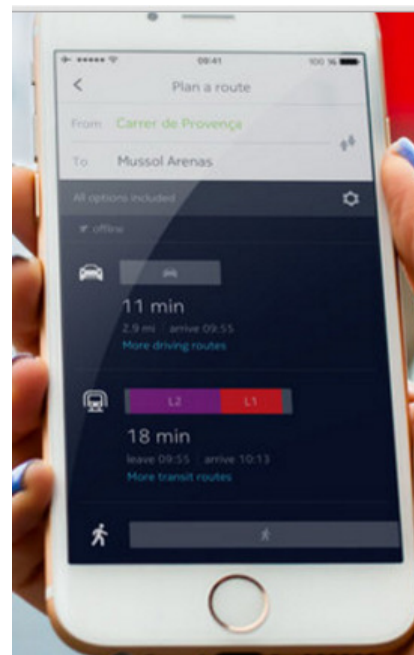 09:41 100 %
Plan a route
From Carrer de Provença
To Mussol Arenas
All options included
offline
11 min
2.9 mi arrive 09:55
More driving routes
L2 L1
18 min
leave 09:55 arrive 10:13
More transit routes